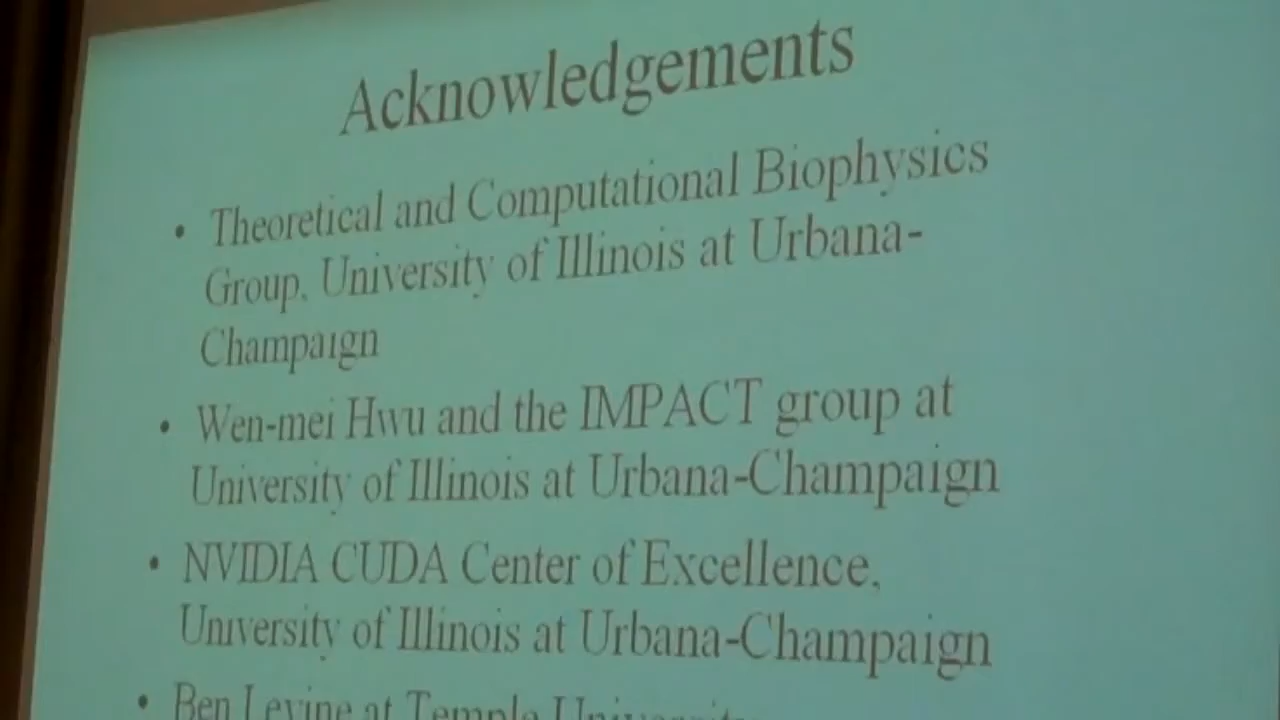 Acknowledgements
• Theoretical and Computational Biophysics
Group, University of Illinois at Urbana-
Champaign
• Wen-mei Hwu and the IMPACT group at
University of Illinois at Urbana-Champaign
• NVIDIA CUDA Center of Excellence,
University of Illinois at Urbana-Champaign
• Ben Levine at Temple University